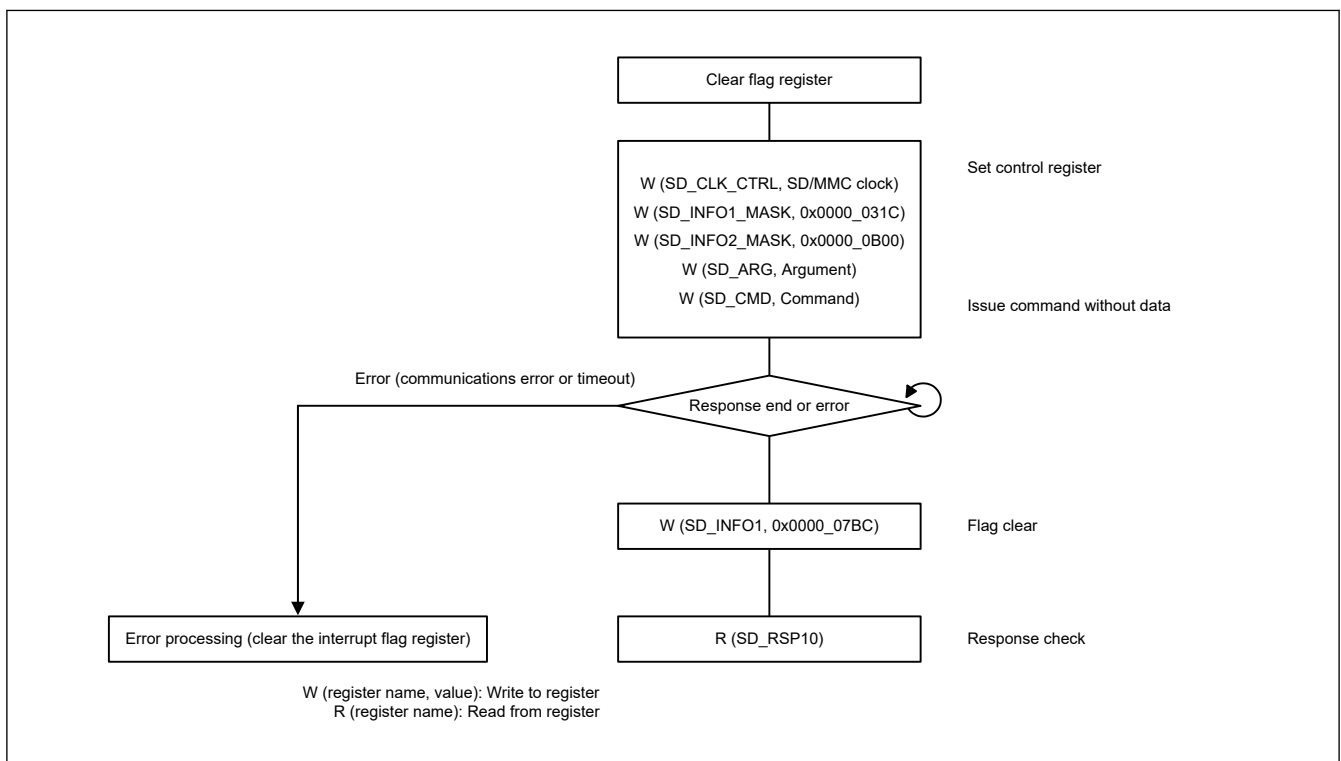 Clear flag register
W (SD_CLK_CTRL, SD/MMC clock)
Set control register
W (SD_INFO1_MASK, 0x0000_031C)
W (SD_INFO2_MASK, 0x0000_0B00)
W (SD_ARG, Argument)
W (SD_CMD, Command)
Issue command without data
Error (communications error or timeout)
Response end or error
W (SD_INFO1, 0x0000_07BC)
Flag clear
Error processing (clear the interrupt flag register)
R (SD_RSP10)
Response check
W (register name, value): Write to register
R (register name): Read from register